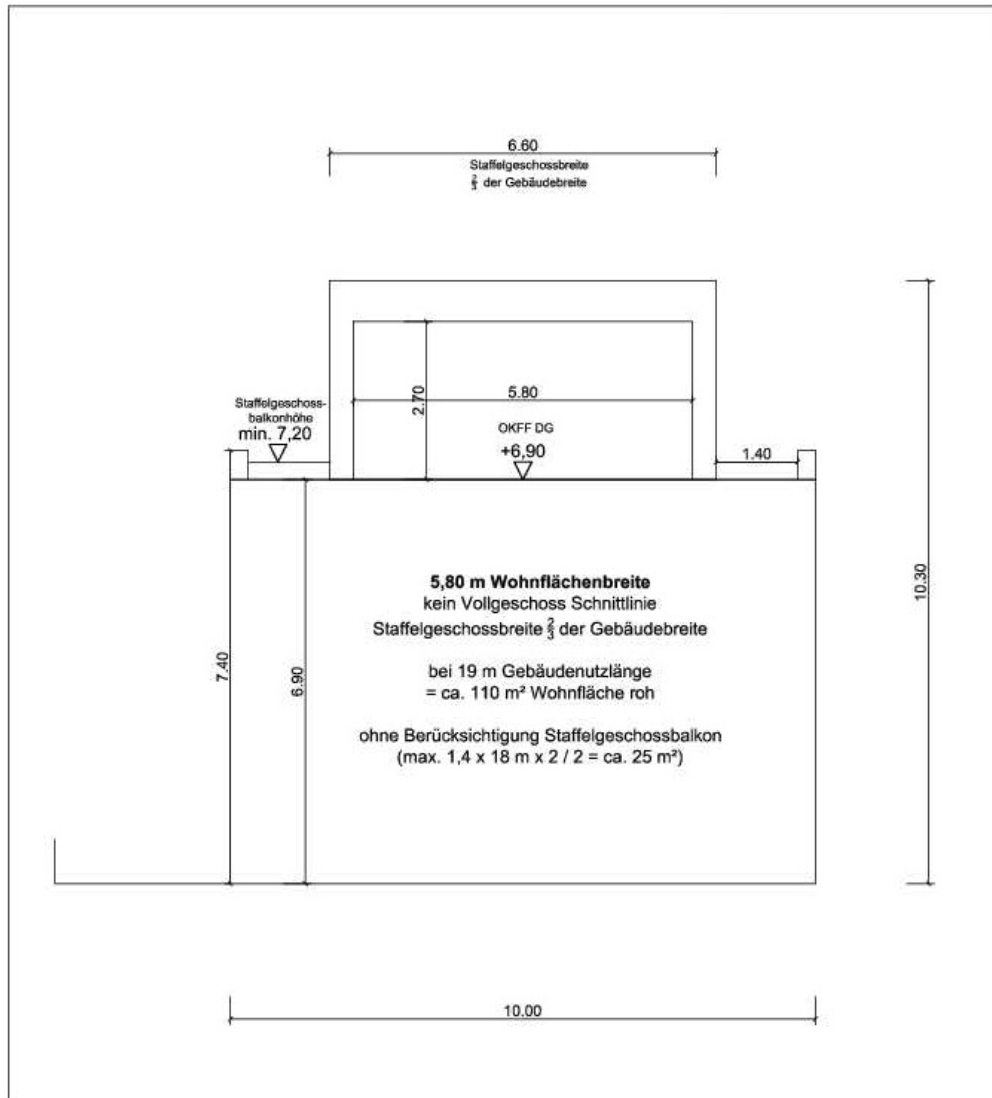 6.60
Staffelgeschossbreite
2/3 der Gebäudebreite
2.70
5.80
Staffelgeschoss-
balkonhöhe
min. 7,20
OKFF DG
+6,90
1.40
10.30
7.40
6.90
5,80 m Wohnflächenbreite
kein Vollgeschoss Schnittlinie
Staffelgeschossbreite 2/3 der Gebäudebreite
bei 19 m Gebäudenutzlänge
= ca. 110 m² Wohnfläche roh
ohne Berücksichtigung Staffelgeschossbalkon
(max. 1,4 x 18 m x 2 / 2 = ca. 25 m²)
10.00